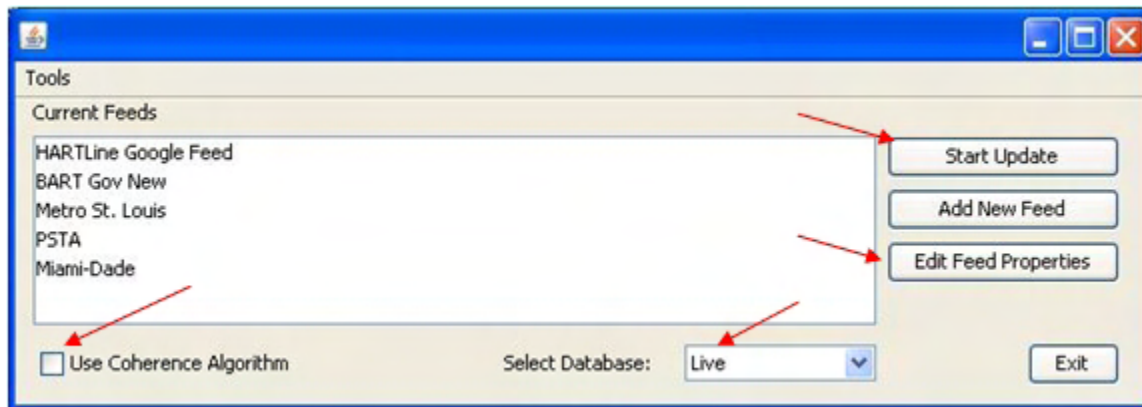 Tools
Current Feeds
HARTLine Google Feed
BART Gov New
Metro St. Louis
PSTA
Miami-Dade
Start Update
Add New Feed
Edit Feed Properties
Use Coherence Algorithm
Select Database:
Live
Exit